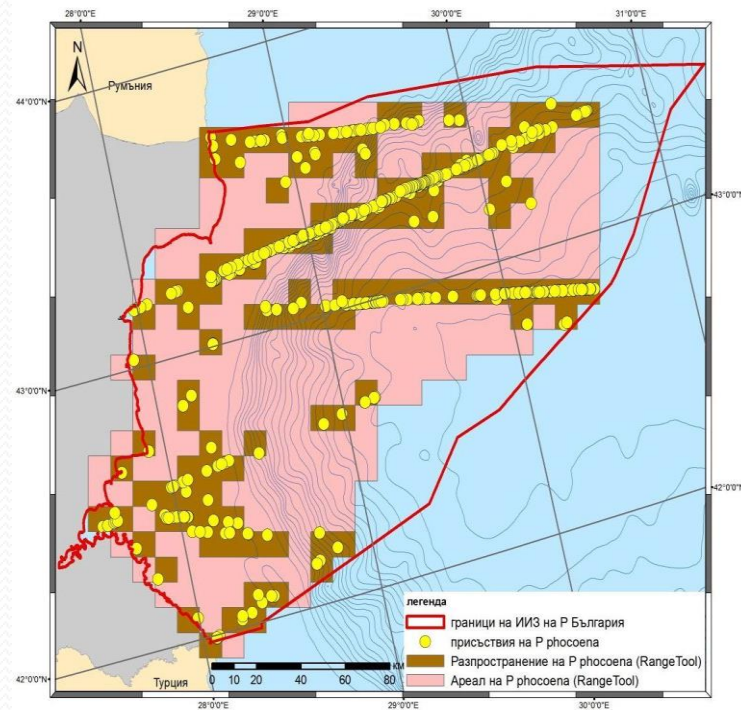 28°0'0"E 29°0'0"E 30°0'0"E 31°0'0"E
N
Румъния
44°0'0"N
43°0'0"N
43°0'0"N
42°0'0"N
легенда
граници на ИИЗ на Р България
присъствия на P phocoena
Разпространение на P phocoena (RangeTool)
Ареал на P phocoena (RangeTool)
0 10 20 40 60 80
км
42°0'0"N
Турция
28°0'0"E 29°0'0"E 30°0'0"E